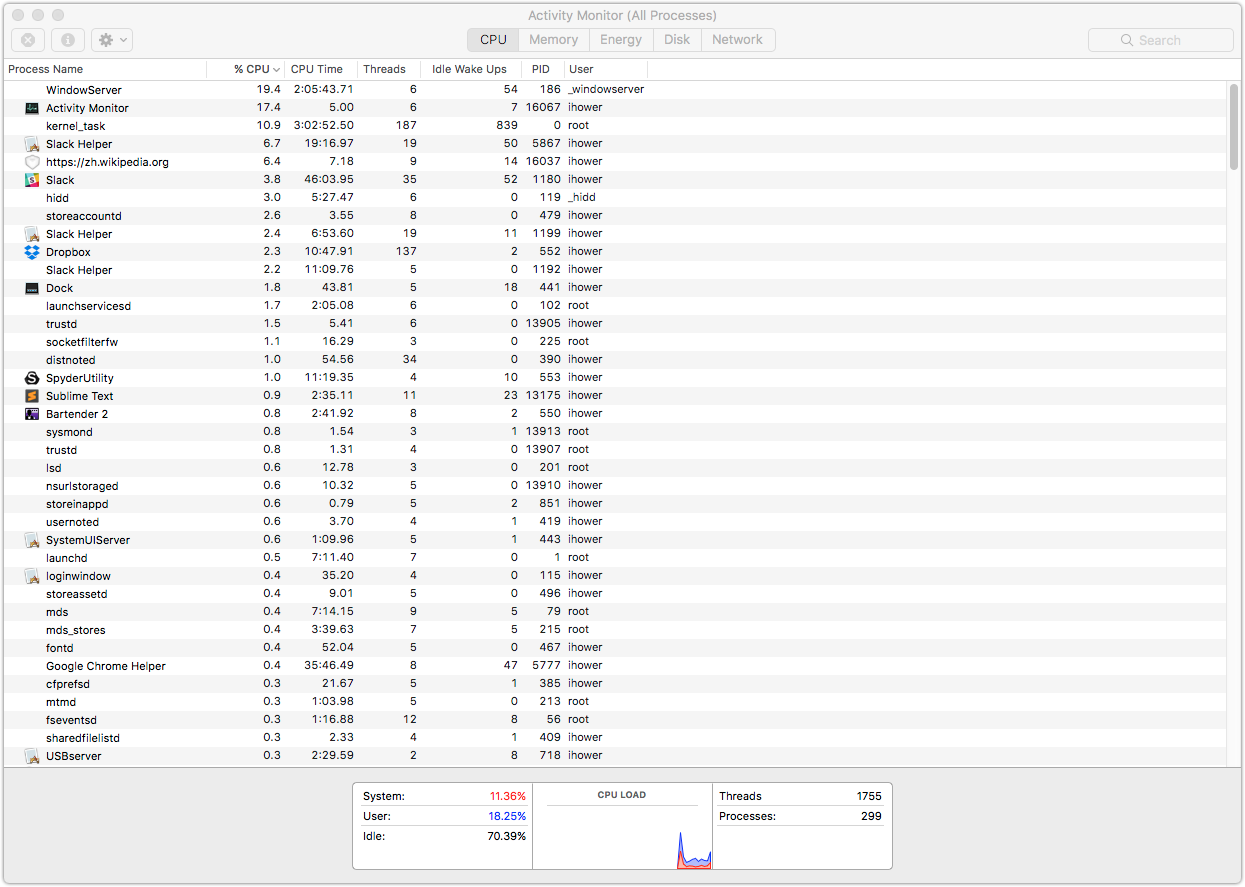 Activity Monitor (All Processes)
CPU Memory Energy Disk Network Search
Process Name % CPU CPU Time Threads Idle Wake Ups PID User
WindowServer 19.4 2:05:43.71 6 54 186 _windowserver
Activity Monitor 17.4 5.00 6 7 16067 ihower
kernel_task 10.9 3:02:52.50 187 839 0 root
Slack Helper 6.7 19:16.97 19 50 5867 ihower
https://zh.wikipedia.org 6.4 7.18 9 14 16037 ihower
Slack 3.8 46:03.95 35 52 1180 ihower
hidd 3.0 5:27.47 6 0 119 _hidd
storeaccountd 2.6 3.55 8 0 479 ihower
Slack Helper 2.4 6:53.60 19 11 1199 ihower
Dropbox 2.3 10:47.91 137 2 552 ihower
Slack Helper 2.2 11:09.76 5 0 1192 ihower
Dock 1.8 43.81 5 18 441 ihower
launchservicesd 1.7 2:05.08 6 0 102 root
trustd 1.5 5.41 6 0 13905 ihower
socketfilterfw 1.1 16.29 3 0 225 root
distnoted 1.0 54.56 34 0 390 ihower
SpyderUtility 1.0 11:19.35 4 10 553 ihower
Sublime Text 0.9 2:35.11 11 23 13175 ihower
Bartender 2 0.8 2:41.92 8 2 550 ihower
sysmond 0.8 1.54 3 1 13913 root
trustd 0.8 1.31 4 0 13907 root
lsd 0.6 12.78 3 0 201 root
nsurlstoraged 0.6 10.32 5 0 13910 ihower
storeinappd 0.6 0.79 5 2 851 ihower
usernoted 0.6 3.70 4 1 419 ihower
SystemUIServer 0.6 1:09.96 5 1 443 ihower
launchd 0.5 7:11.40 7 0 1 root
loginwindow 0.4 35.20 4 0 115 ihower
storeassetd 0.4 9.01 5 0 496 ihower
mds 0.4 7:14.15 9 5 79 root
mds_stores 0.4 3:39.63 7 5 215 root
fontd 0.4 52.04 5 0 467 ihower
Google Chrome Helper 0.4 35:46.49 8 47 5777 ihower
cfprefsd 0.3 21.67 5 1 385 ihower
mtmd 0.3 1:03.98 5 0 213 root
fseventsd 0.3 1:16.88 12 8 56 root
sharedfilelistd 0.3 2.33 4 1 409 ihower
USBserver 0.3 2:29.59 2 8 718 ihower
System: 11.36% CPU LOAD Threads 1755
User: 18.25% Processes: 299
Idle: 70.39%